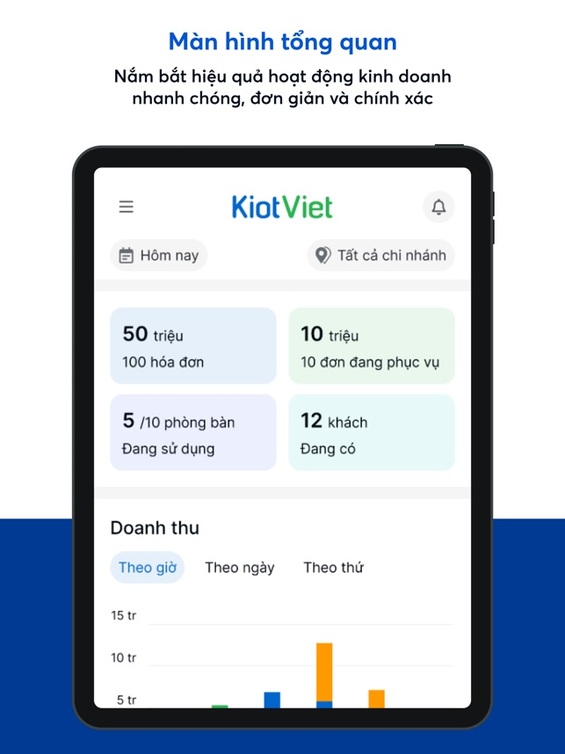 Màn hình tổng quan
Nắm bắt hiệu quả hoạt động kinh doanh
nhanh chóng, đơn giản và chính xác
KiotViet
Hôm nay
Tất cả chi nhánh
50 triệu
100 hóa đơn
10 triệu
10 đơn đang phục vụ
5 /10 phòng bàn
Đang sử dụng
12 khách
Đang có
Doanh thu
Theo giờ
Theo ngày
Theo thứ
15 tr
10 tr
5 tr